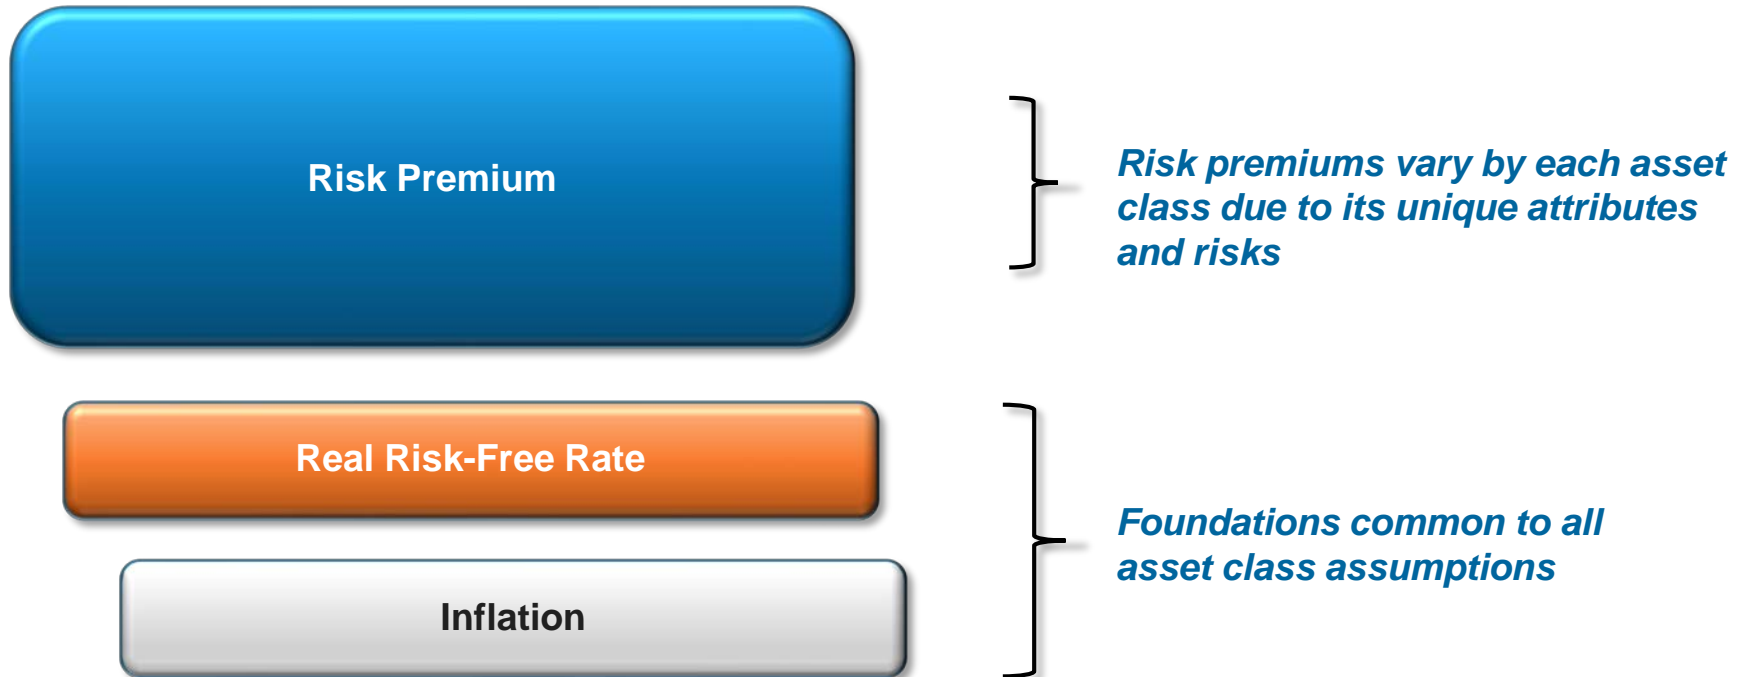 Risk Premium
Risk premiums vary by each asset
class due to its unique attributes
and risks
Real Risk-Free Rate
Foundations common to all
asset class assumptions
Inflation